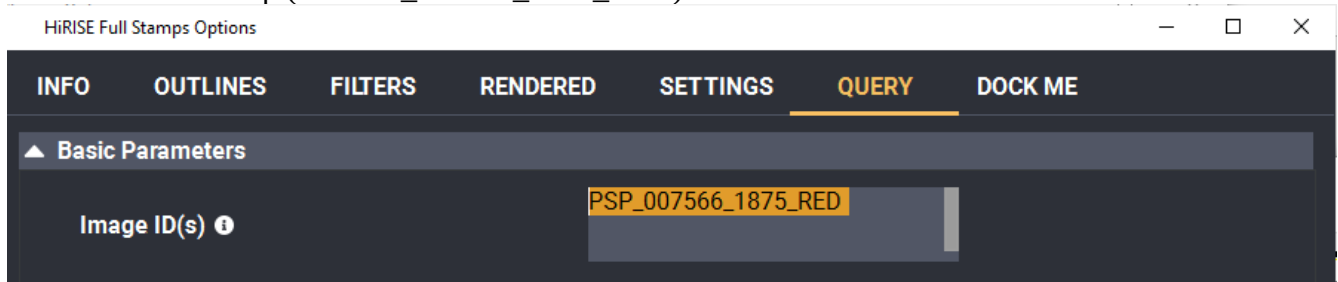 HiRISE Full Stamps Options
INFO OUTLINES FILTERS RENDERED SETTINGS QUERY DOCK ME
Basic Parameters
PSP_007566_1875_RED
Image ID(s)